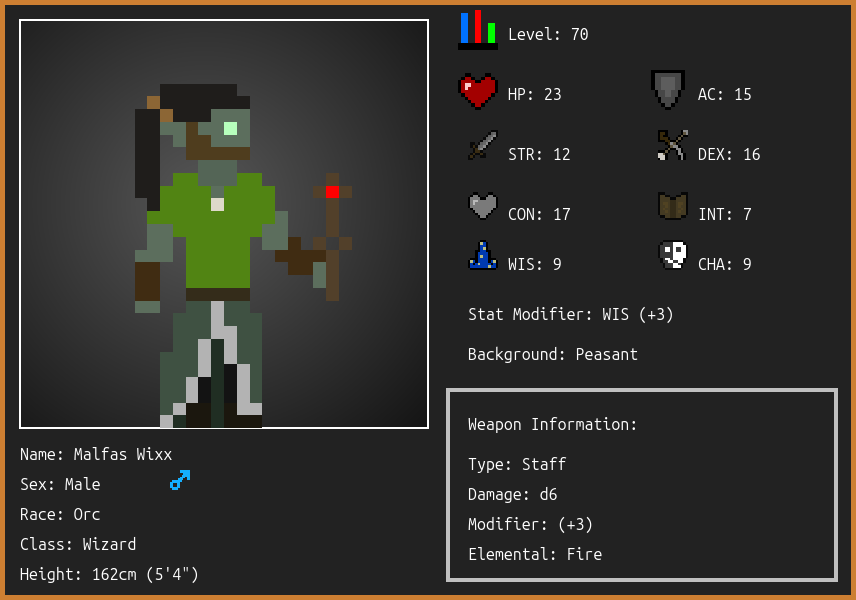 Level: 70
HP: 23
AC: 15
STR: 12
DEX: 16
CON: 17
INT: 7
WIS: 9
CHA: 9
Stat Modifier: WIS (+3)
Background: Peasant
Weapon Information:
Type: Staff
Damage: d6
Modifier: (+3)
Elemental: Fire
Name: Malfas Wixx
Sex: Male
Race: Orc
Class: Wizard
Height: 162cm (5'4")